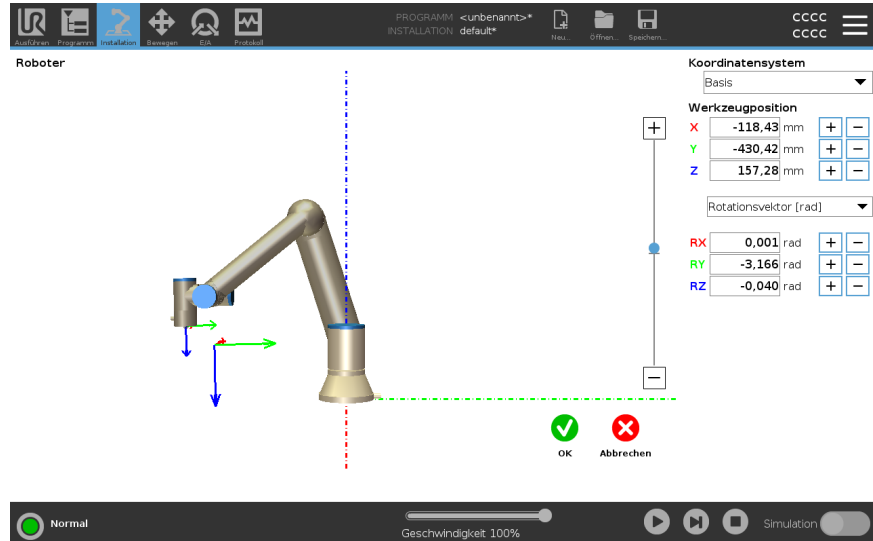 UR
PROGRAMM <unbenannt>*
INSTALLATION default*
CCCC
CCCC
Ausführen Programm Installation Bewegen E/A Protokoll
Neu... Öffnen... Speichern...
Roboter
Koordinatensystem
Basis
Werkzeugposition
X -118,43 mm + −
Y -430,42 mm + −
Z 157,28 mm + −
Rotationsvektor [rad]
RX 0,001 rad + −
RY -3,166 rad + −
RZ -0,040 rad + −
+
−
OK Abbrechen
Normal
Geschwindigkeit 100%
Simulation